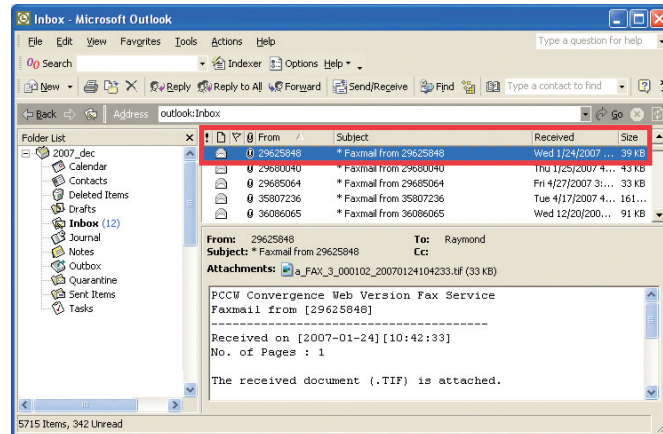 Inbox - Microsoft Outlook
File Edit View Favorites Tools Actions Help Type a question for help
Search Indexer Options Help
New Reply Reply to All Forward Send/Receive Find Type a contact to find
Back Address outlook:Inbox Go
Folder List
2007_dec
Calendar
Contacts
Deleted Items
Drafts
Inbox (12)
Journal
Notes
Outbox
Quarantine
Sent Items
Tasks
! From Subject Received Size
29625848 * Faxmail from 29625848 Wed 1/24/2007 ... 39 KB
29680040 * Faxmail from 29680040 Thu 1/25/2007 4... 43 KB
29685064 * Faxmail from 29685064 Fri 4/27/2007 3:... 33 KB
35807236 * Faxmail from 35807236 Tue 4/17/2007 4... 161...
36086065 * Faxmail from 36086065 Wed 12/20/200... 91 KB
From: 29625848 To: Raymond
Subject: * Faxmail from 29625848 Cc:
Attachments: a_FAX_3_000102_20070124104233.tif (33 KB)
PCCW Convergence Web Version Fax Service
Faxmail from [29625848]
------------------------------------------------
Received on [2007-01-24][10:42:33]
No. of Pages : 1
The received document (.TIF) is attached.
5715 Items, 342 Unread